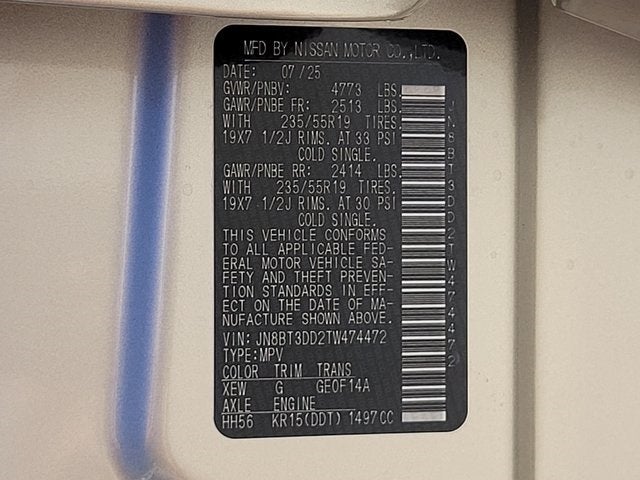 MFD BY NISSAN MOTOR CO.,LTD.
DATE: 07/25
GVWR/PNBV: 4773 LBS.
GAWR/PNBE FR: 2513 LBS.
WITH 235/55R19 TIRES.
19X7 1/2J RIMS. AT 33 PSI
COLD SINGLE.
GAWR/PNBE RR: 2414 LBS.
WITH 235/55R19 TIRES.
19X7 1/2J RIMS. AT 30 PSI
COLD SINGLE.
THIS VEHICLE CONFORMS
TO ALL APPLICABLE FED-
ERAL MOTOR VEHICLE SA-
FETY AND THEFT PREVEN-
TION STANDARDS IN EFF-
ECT ON THE DATE OF MA-
NUFACTURE SHOWN ABOVE.
VIN: JN8BT3DD2TW474472
TYPE:MPV
COLOR TRIM TRANS
XEW G GE0F14A
AXLE ENGINE
HH56 KR15(DDT) 1497CC
JN8BT3DD2TW474472